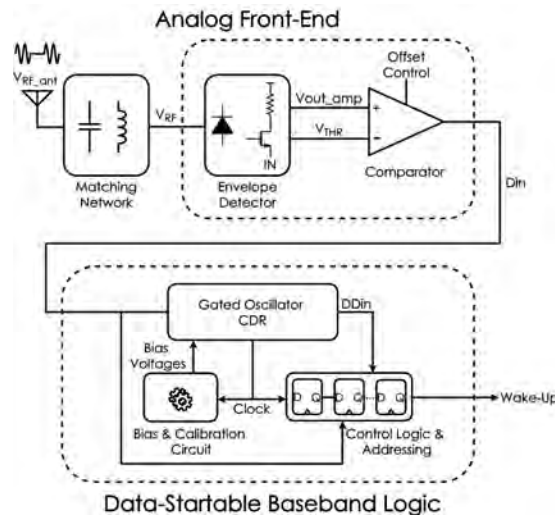 Analog Front-End
V_RF_ant
Offset
Control
Vout_amp
V_RF
V_THR
+
−
IN
Matching
Network
Envelope
Detector
Comparator
Din
Gated Oscillator
CDR
DDin
Bias
Voltages
Clock
Wake-Up
Bias & Calibration
Circuit
Control Logic &
Addressing
Data-Startable Baseband Logic